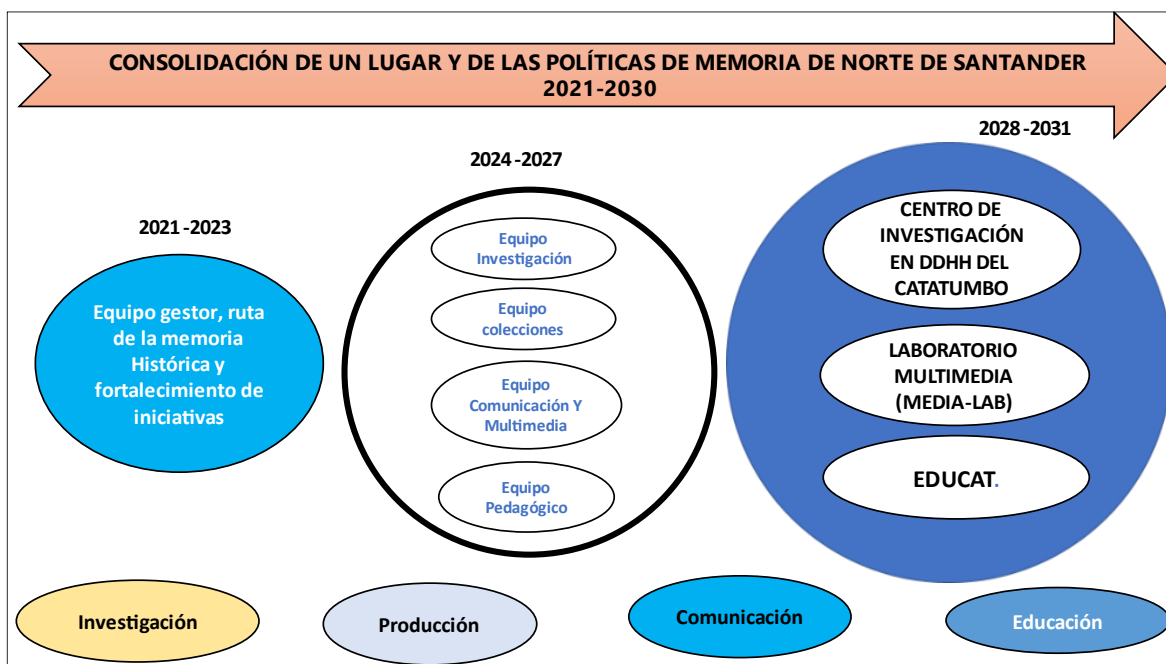 CONSOLIDACIÓN DE UN LUGAR Y DE LAS POLÍTICAS DE MEMORIA DE NORTE DE SANTANDER
2021-2030
2021 -2023
Equipo gestor, ruta
de la memoria
Histórica y
fortalecimiento de
iniciativas
2024 -2027
Equipo
Investigación
Equipo
colecciones
Equipo
Comunicación Y
Multimedia
Equipo
Pedagógico
2028 -2031
CENTRO DE
INVESTIGACIÓN
EN DDHH DEL
CATATUMBO
LABORATORIO
MULTIMEDIA
(MEDIA-LAB)
EDUCAT.
Investigación
Producción
Comunicación
Educación